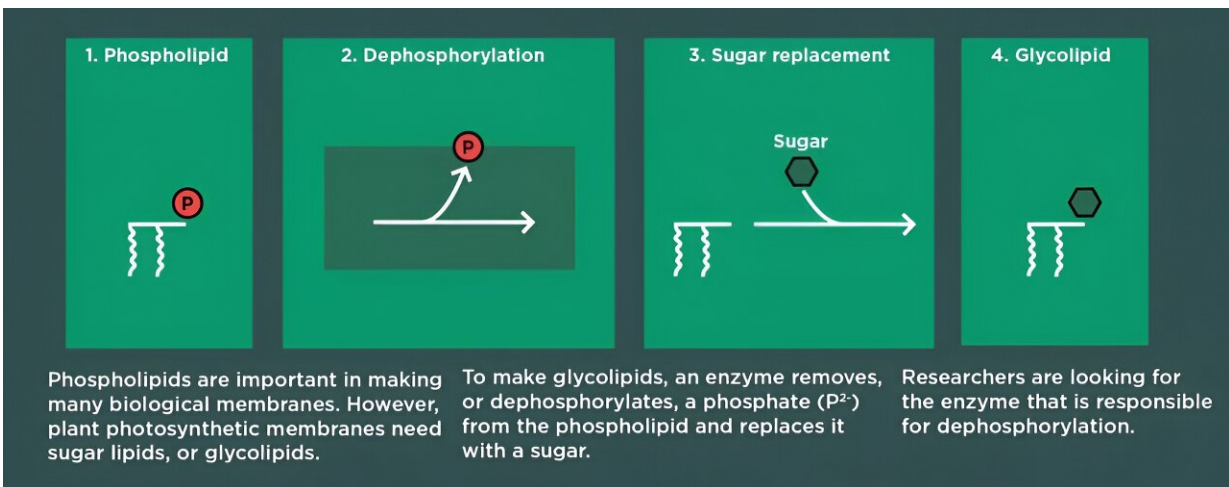 1. Phospholipid
P
2. Dephosphorylation
P
3. Sugar replacement
Sugar
4. Glycolipid
Phospholipids are important in making
many biological membranes. However,
plant photosynthetic membranes need
sugar lipids, or glycolipids.
To make glycolipids, an enzyme removes,
or dephosphorylates, a phosphate (P²⁻)
from the phospholipid and replaces it
with a sugar.
Researchers are looking for
the enzyme that is responsible
for dephosphorylation.